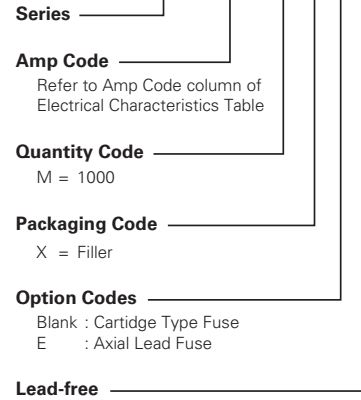 Series
Amp Code
Refer to Amp Code column of
Electrical Characteristics Table
Quantity Code
M = 1000
Packaging Code
X = Filler
Option Codes
Blank : Cartidge Type Fuse
E : Axial Lead Fuse
Lead-free